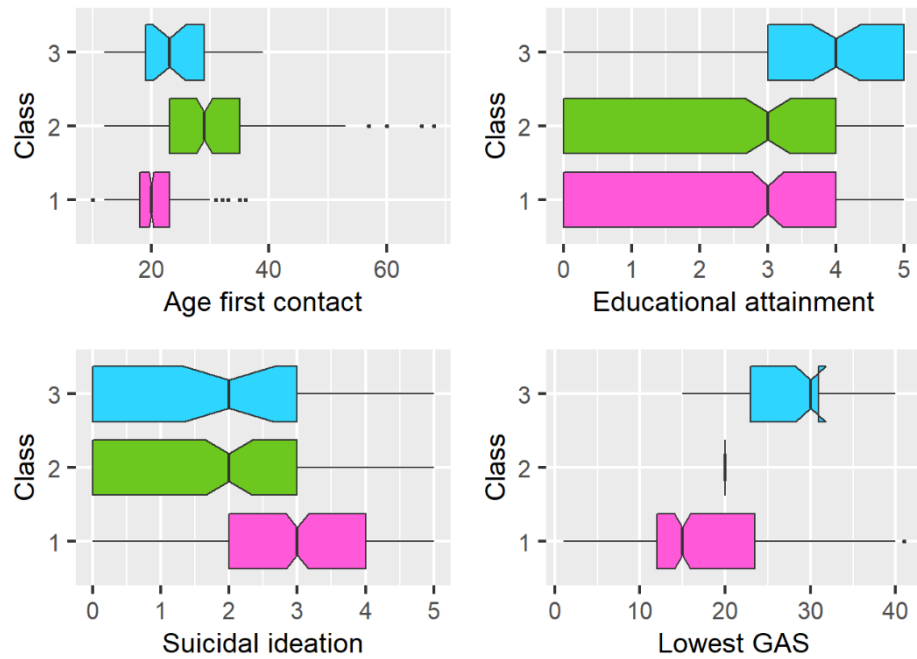 Class
3
2
1
20 40 60
Age first contact
Class
3
2
1
0 1 2 3 4 5
Educational attainment
Class
3
2
1
0 1 2 3 4 5
Suicidal ideation
Class
3
2
1
0 10 20 30 40
Lowest GAS